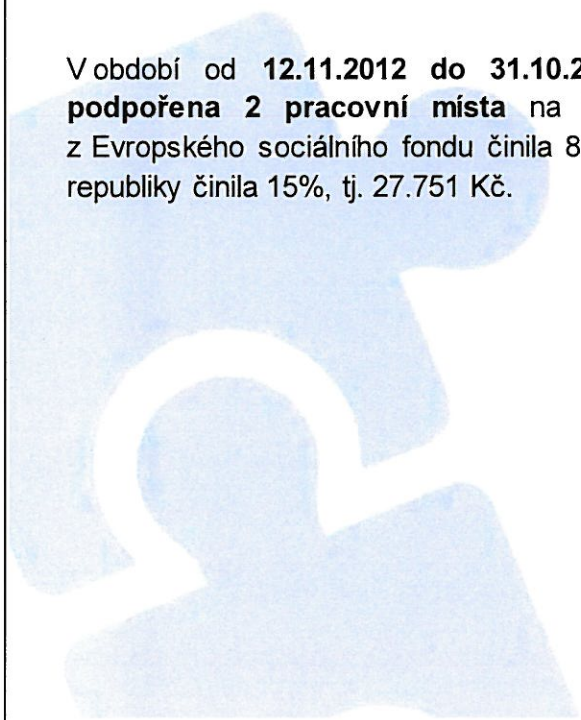 V období od 12.11.2012 do 31.10.2
podpořena 2 pracovní místa na
z Evropského sociálního fondu činila 8
republiky činila 15%, tj. 27.751 Kč.